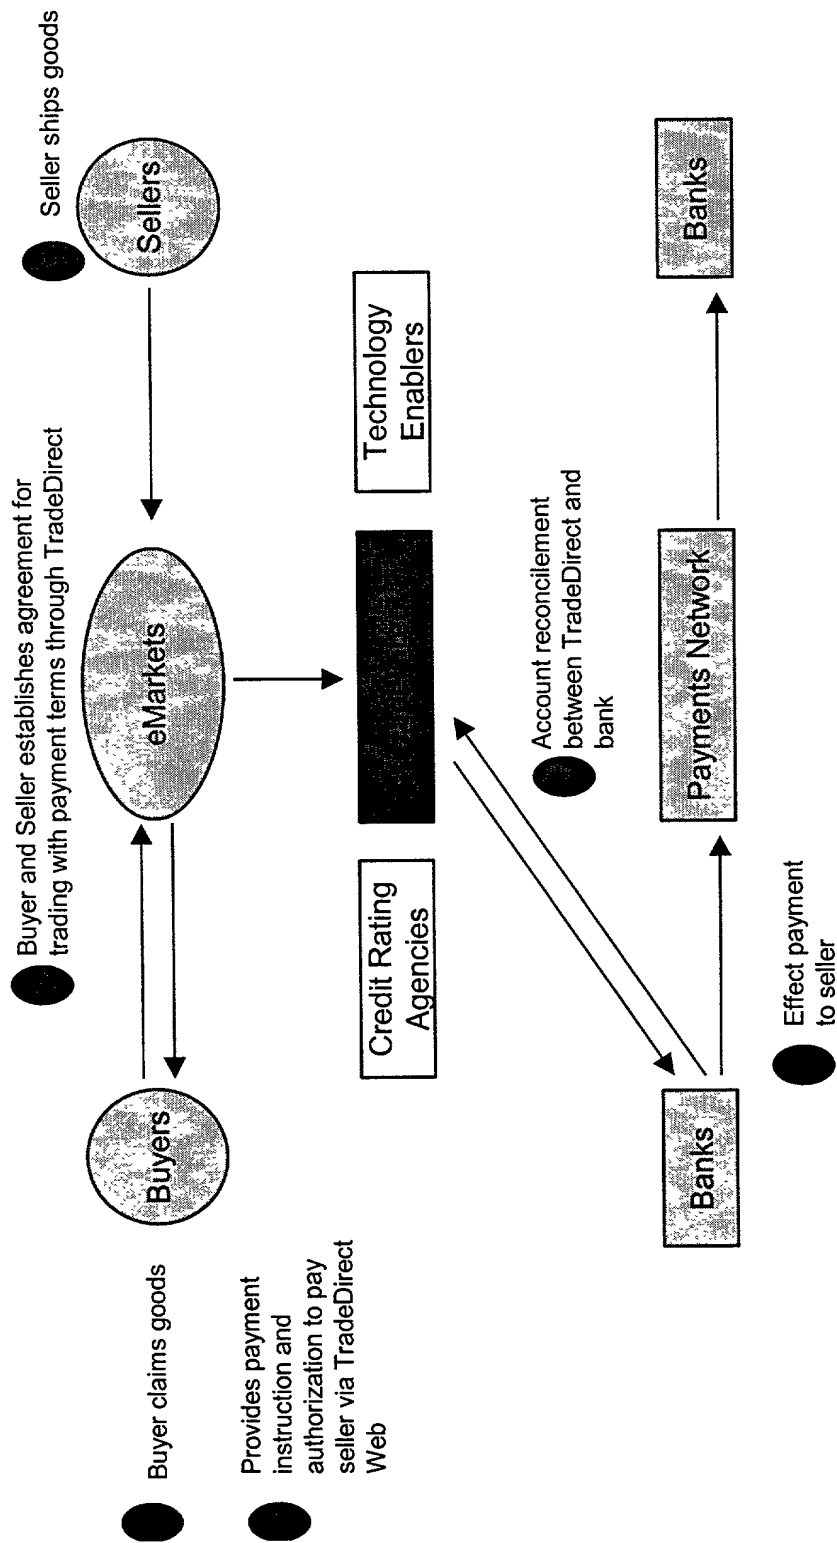 Buyer and Seller establishes agreement for
trading with payment terms through TradeDirect
Seller ships goods
Buyer claims goods
Buyers
eMarkets
Sellers
Provides payment
instruction and
authorization to pay
seller via TradeDirect
Web
Credit Rating
Agencies
Technology
Enablers
Account reconcilement
between TradeDirect and
bank
Banks
Payments Network
Banks
Effect payment
to seller